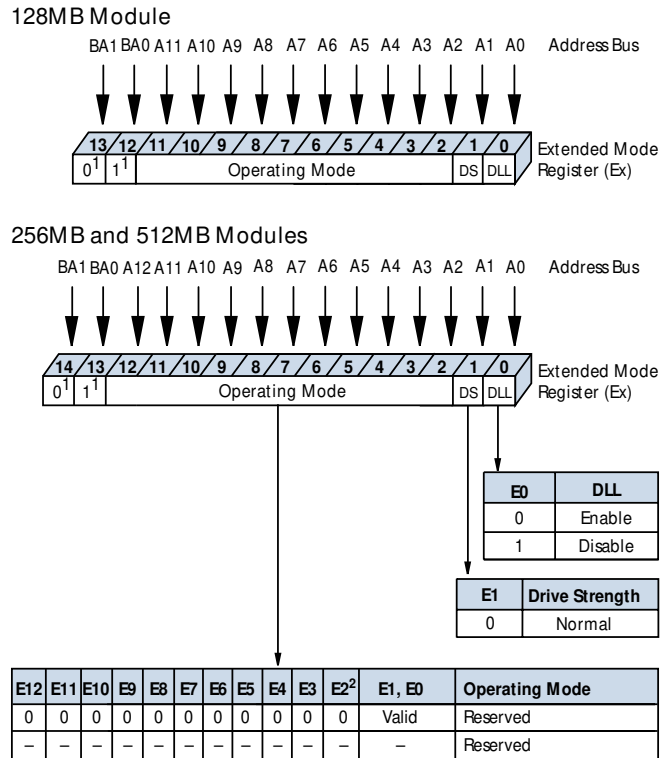 128MB Module
BA1 BA0 A11 A10 A9 A8 A7 A6 A5 A4 A3 A2 A1 A0 Address Bus
13 12 11 10 9 8 7 6 5 4 3 2 1 0 Extended Mode
0¹ 1¹ Operating Mode DS DLL Register (Ex)
256MB and 512MB Modules
BA1 BA0 A12 A11 A10 A9 A8 A7 A6 A5 A4 A3 A2 A1 A0 Address Bus
14 13 12 11 10 9 8 7 6 5 4 3 2 1 0 Extended Mode
0¹ 1¹ Operating Mode DS DLL Register (Ex)
E0 DLL
0 Enable
1 Disable
E1 Drive Strength
0 Normal
E12 E11 E10 E9 E8 E7 E6 E5 E4 E3 E2² E1, E0 Operating Mode
0 0 0 0 0 0 0 0 0 0 0 Valid Reserved
– – – – – – – – – – – – Reserved